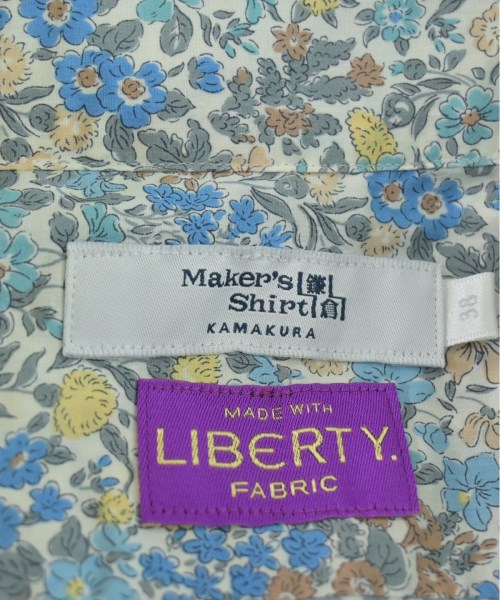 Maker's 鎌
Shirt 倉
KAMAKURA
38
MADE WITH
LIBERTY.
FABRIC